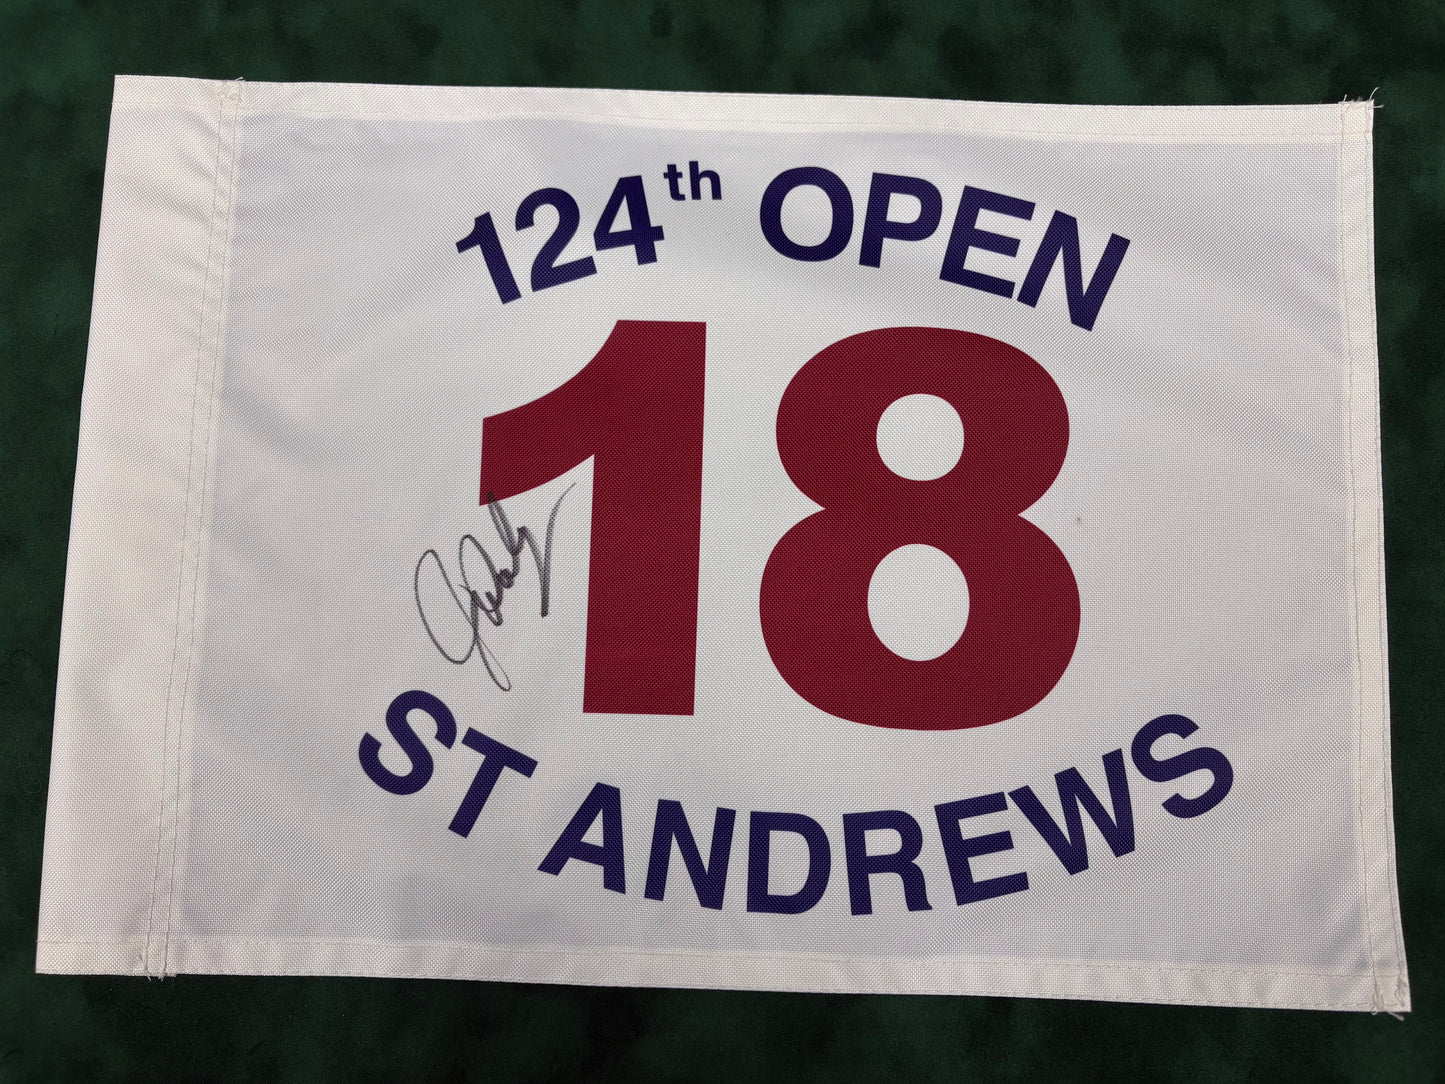 124th OPEN
18
ST ANDREWS